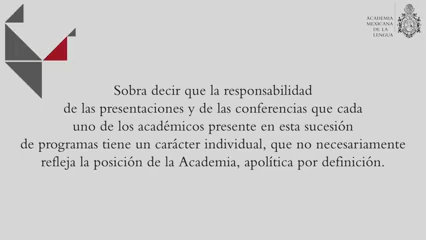 ACADEMIA
MEXICANA
DE LA
LENGUA
Sobra decir que la responsabilidad
de las presentaciones y de las conferencias que cada
uno de los académicos presente en esta sucesión
de programas tiene un carácter individual, que no necesariamente
refleja la posición de la Academia, apolítica por definición.